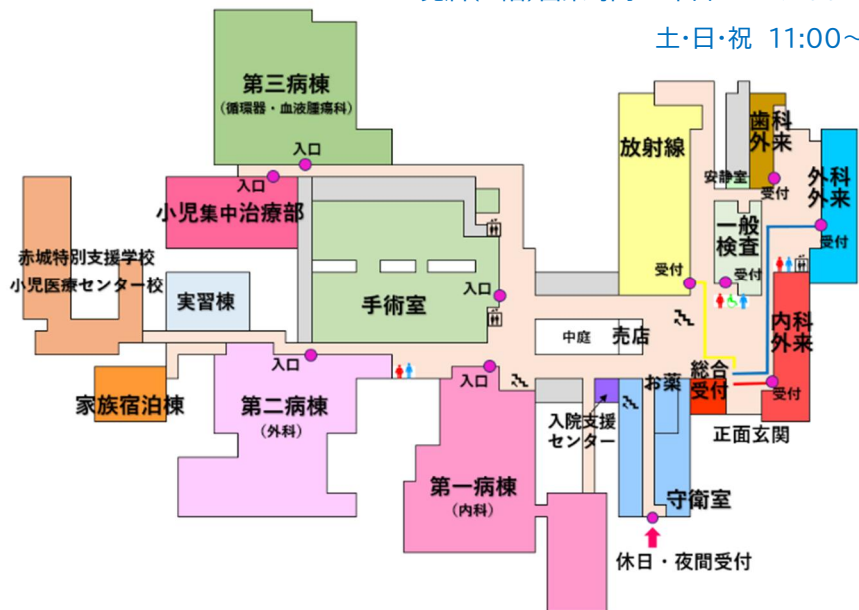 土・日・祝 11:00～
第三病棟
(循環器・血液腫瘍科)
入口
入口
小児集中治療部
赤城特別支援学校
小児医療センター校
実習棟
手術室
入口
放射線
受付
安静室
歯科
外来
受付
外科
外来
受付
一般
検査
受付
中庭
売店
内科
外来
受付
総合
受付
お薬
正面玄関
入口
入口
家族宿泊棟
第二病棟
(外科)
第一病棟
(内科)
入院支援
センター
守衛室
休日・夜間受付